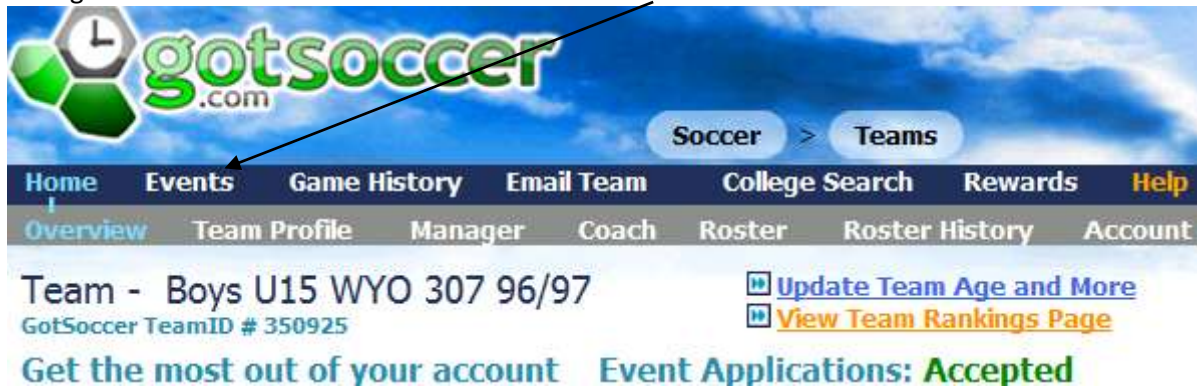 gotsoccer
.com
Soccer > Teams
Home Events Game History Email Team College Search Rewards Help
Overview Team Profile Manager Coach Roster Roster History Account
Team - Boys U15 WYO 307 96/97
Update Team Age and More
GotSoccer TeamID # 350925
View Team Rankings Page
Get the most out of your account Event Applications: Accepted